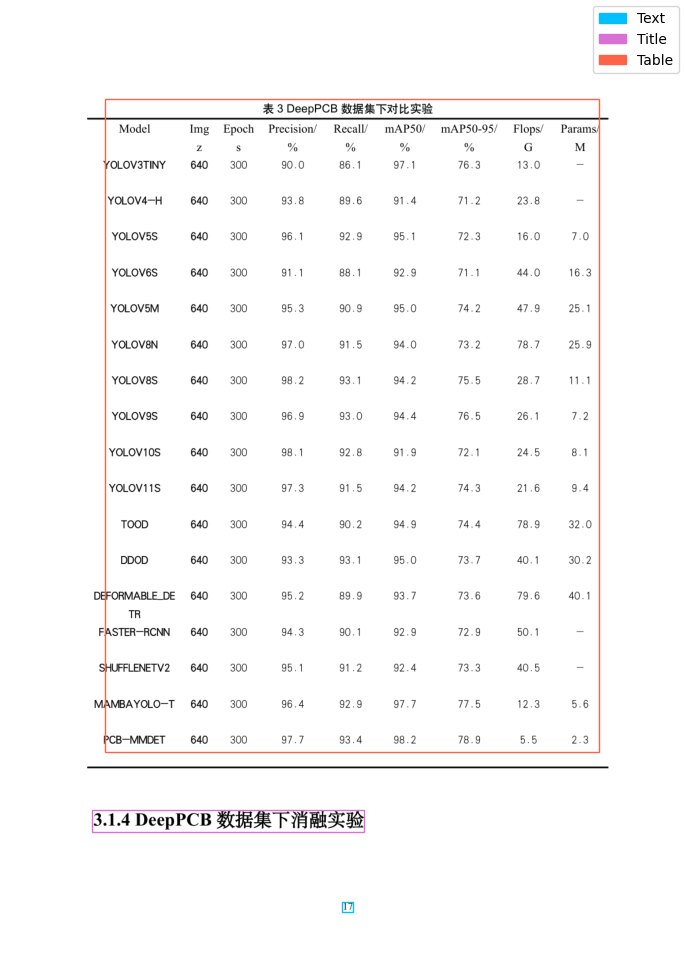 Text
Title
Table
表 3 DeepPCB 数据集下对比实验
Model Img Epoch Precision/ Recall/ mAP50/ mAP50-95/ Flops/ Params/
z s % % % % G M
YOLOV3TINY 640 300 90.0 86.1 97.1 76.3 13.0 —
YOLOV4—H 640 300 93.8 89.6 91.4 71.2 23.8 —
YOLOV5S 640 300 96.1 92.9 95.1 72.3 16.0 7.0
YOLOV6S 640 300 91.1 88.1 92.9 71.1 44.0 16.3
YOLOV5M 640 300 95.3 90.9 95.0 74.2 47.9 25.1
YOLOV8N 640 300 97.0 91.5 94.0 73.2 78.7 25.9
YOLOV8S 640 300 98.2 93.1 94.2 75.5 28.7 11.1
YOLOV9S 640 300 96.9 93.0 94.4 76.5 26.1 7.2
YOLOV10S 640 300 98.1 92.8 91.9 72.1 24.5 8.1
YOLOV11S 640 300 97.3 91.5 94.2 74.3 21.6 9.4
TOOD 640 300 94.4 90.2 94.9 74.4 78.9 32.0
DDOD 640 300 93.3 93.1 95.0 73.7 40.1 30.2
DEFORMABLE_DE 640 300 95.2 89.9 93.7 73.6 79.6 40.1
TR
FASTER—RCNN 640 300 94.3 90.1 92.9 72.9 50.1 —
SHUFFLENETV2 640 300 95.1 91.2 92.4 73.3 40.5 —
MAMBAYOLO—T 640 300 96.4 92.9 97.7 77.5 12.3 5.6
PCB—MMDET 640 300 97.7 93.4 98.2 78.9 5.5 2.3
3.1.4 DeepPCB 数据集下消融实验
17